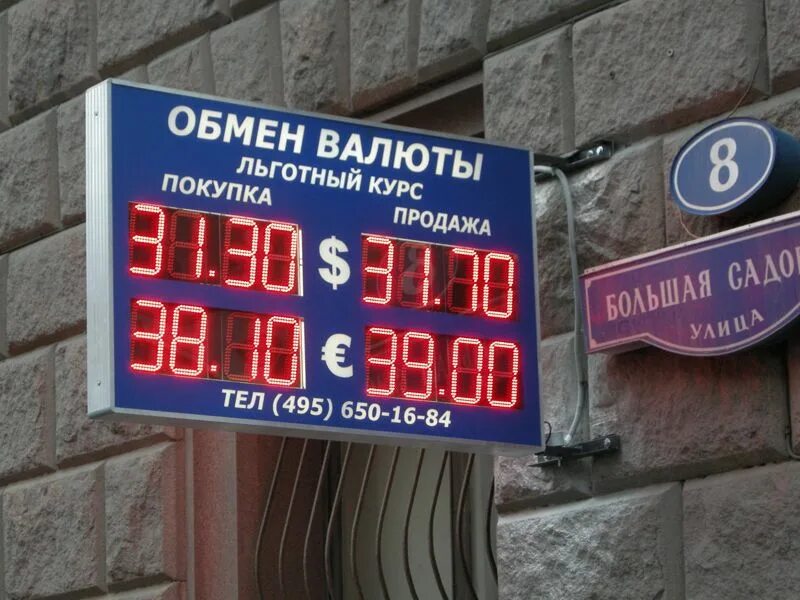 ОБМЕН ВАЛЮТЫ
ЛЬГОТНЫЙ КУРС
ПОКУПКА ПРОДАЖА
31.30 $ 31.70
38.10 € 39.00
ТЕЛ (495) 650-16-84
8
БОЛЬШАЯ
УЛИЦА